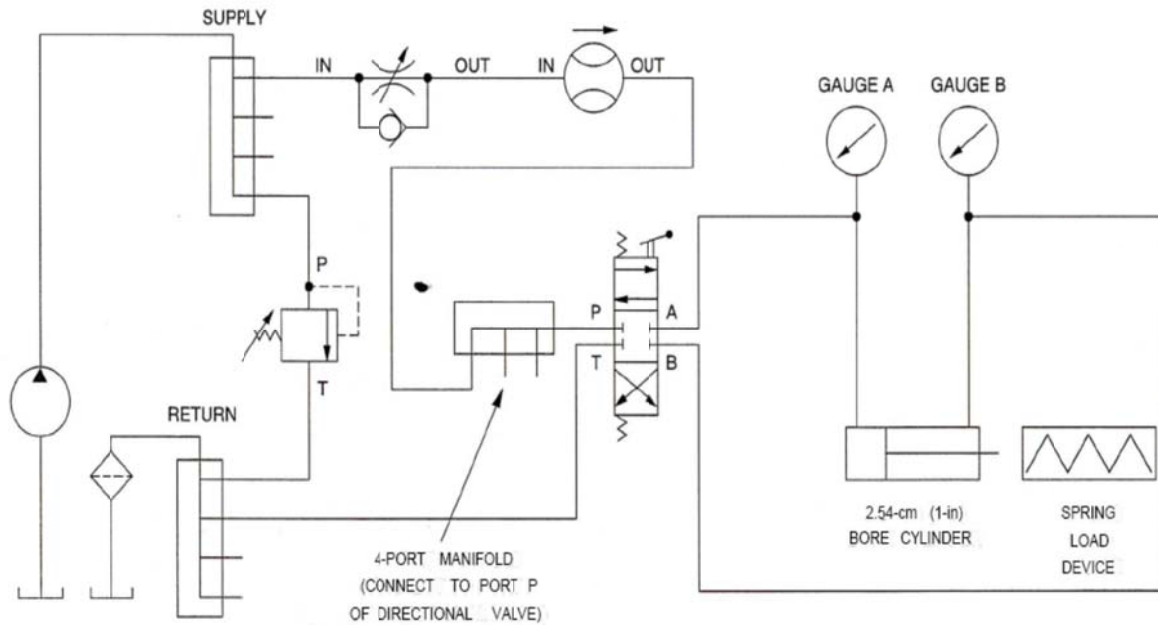 SUPPLY
IN
OUT
IN
OUT
GAUGE A
GAUGE B
P
T
P
A
T
B
RETURN
4-PORT MANIFOLD
(CONNECT TO PORT P
OF DIRECTIONAL VALVE)
2.54-cm (1-in)
BORE CYLINDER
SPRING
LOAD
DEVICE